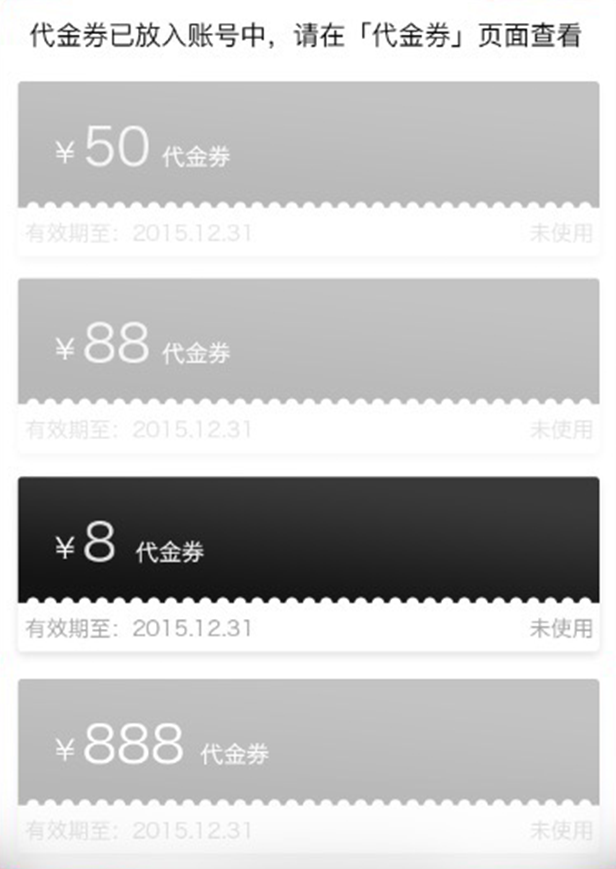 代金券已放入账号中，请在「代金券」页面查看
￥50 代金券
有效期至：2015.12.31 未使用
￥88 代金券
有效期至：2015.12.31 未使用
￥8 代金券
有效期至：2015.12.31 未使用
￥888 代金券
有效期至：2015.12.31 未使用